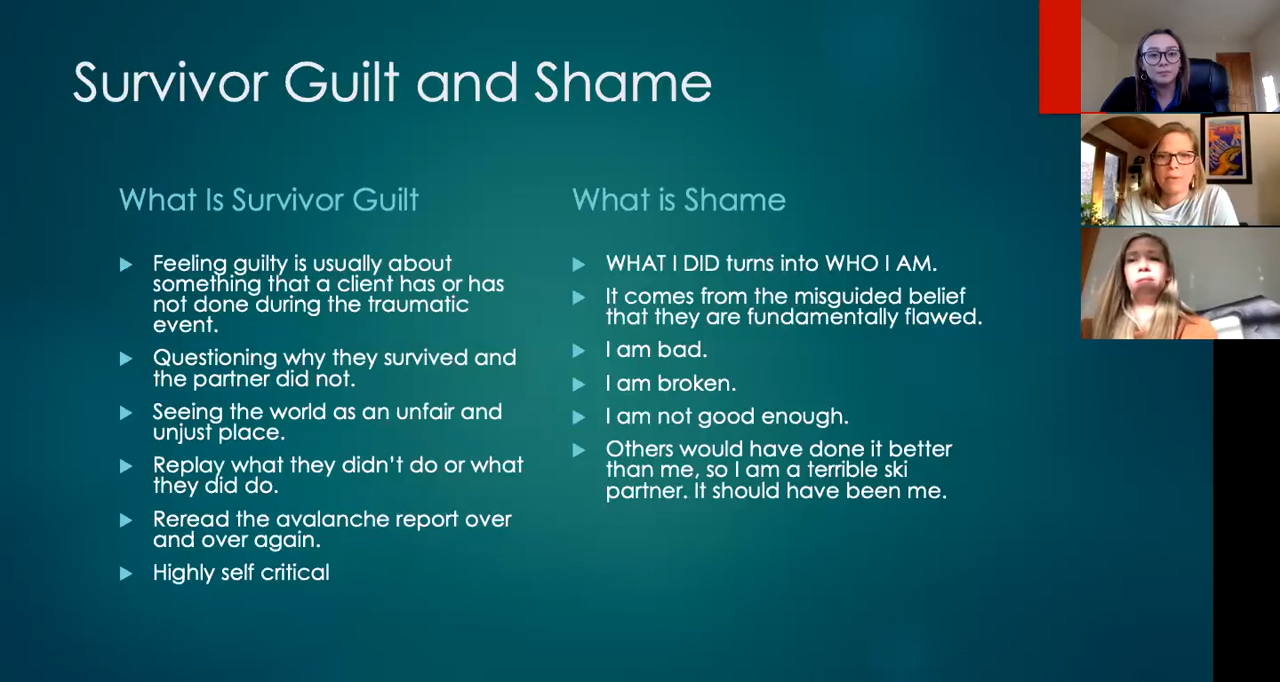 Survivor Guilt and Shame
What Is Survivor Guilt
Feeling guilty is usually about
something that a client has or has
not done during the traumatic
event.
Questioning why they survived and
the partner did not.
Seeing the world as an unfair and
unjust place.
Replay what they didn't do or what
they did do.
Reread the avalanche report over
and over again.
Highly self critical
What is Shame
WHAT I DID turns into WHO I AM.
It comes from the misguided belief
that they are fundamentally flawed.
I am bad.
I am broken.
I am not good enough.
Others would have done it better
than me, so I am a terrible ski
partner. It should have been me.